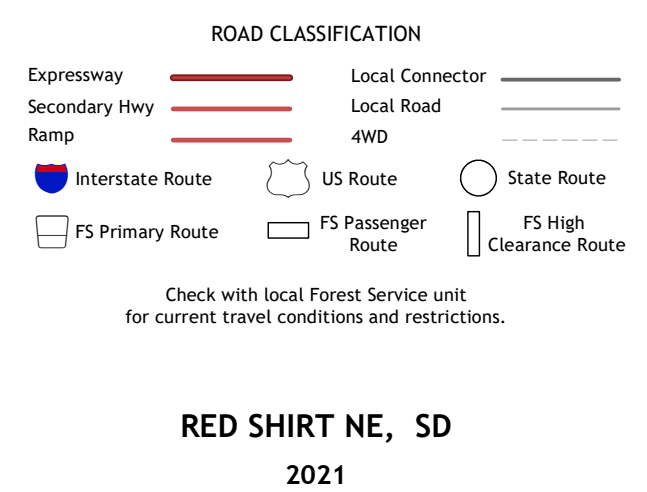 ROAD CLASSIFICATION
Expressway
Local Connector
Secondary Hwy
Local Road
Ramp
4WD
Interstate Route
US Route
State Route
FS Primary Route
FS Passenger
Route
FS High
Clearance Route
Check with local Forest Service unit
for current travel conditions and restrictions.
RED SHIRT NE, SD
2021